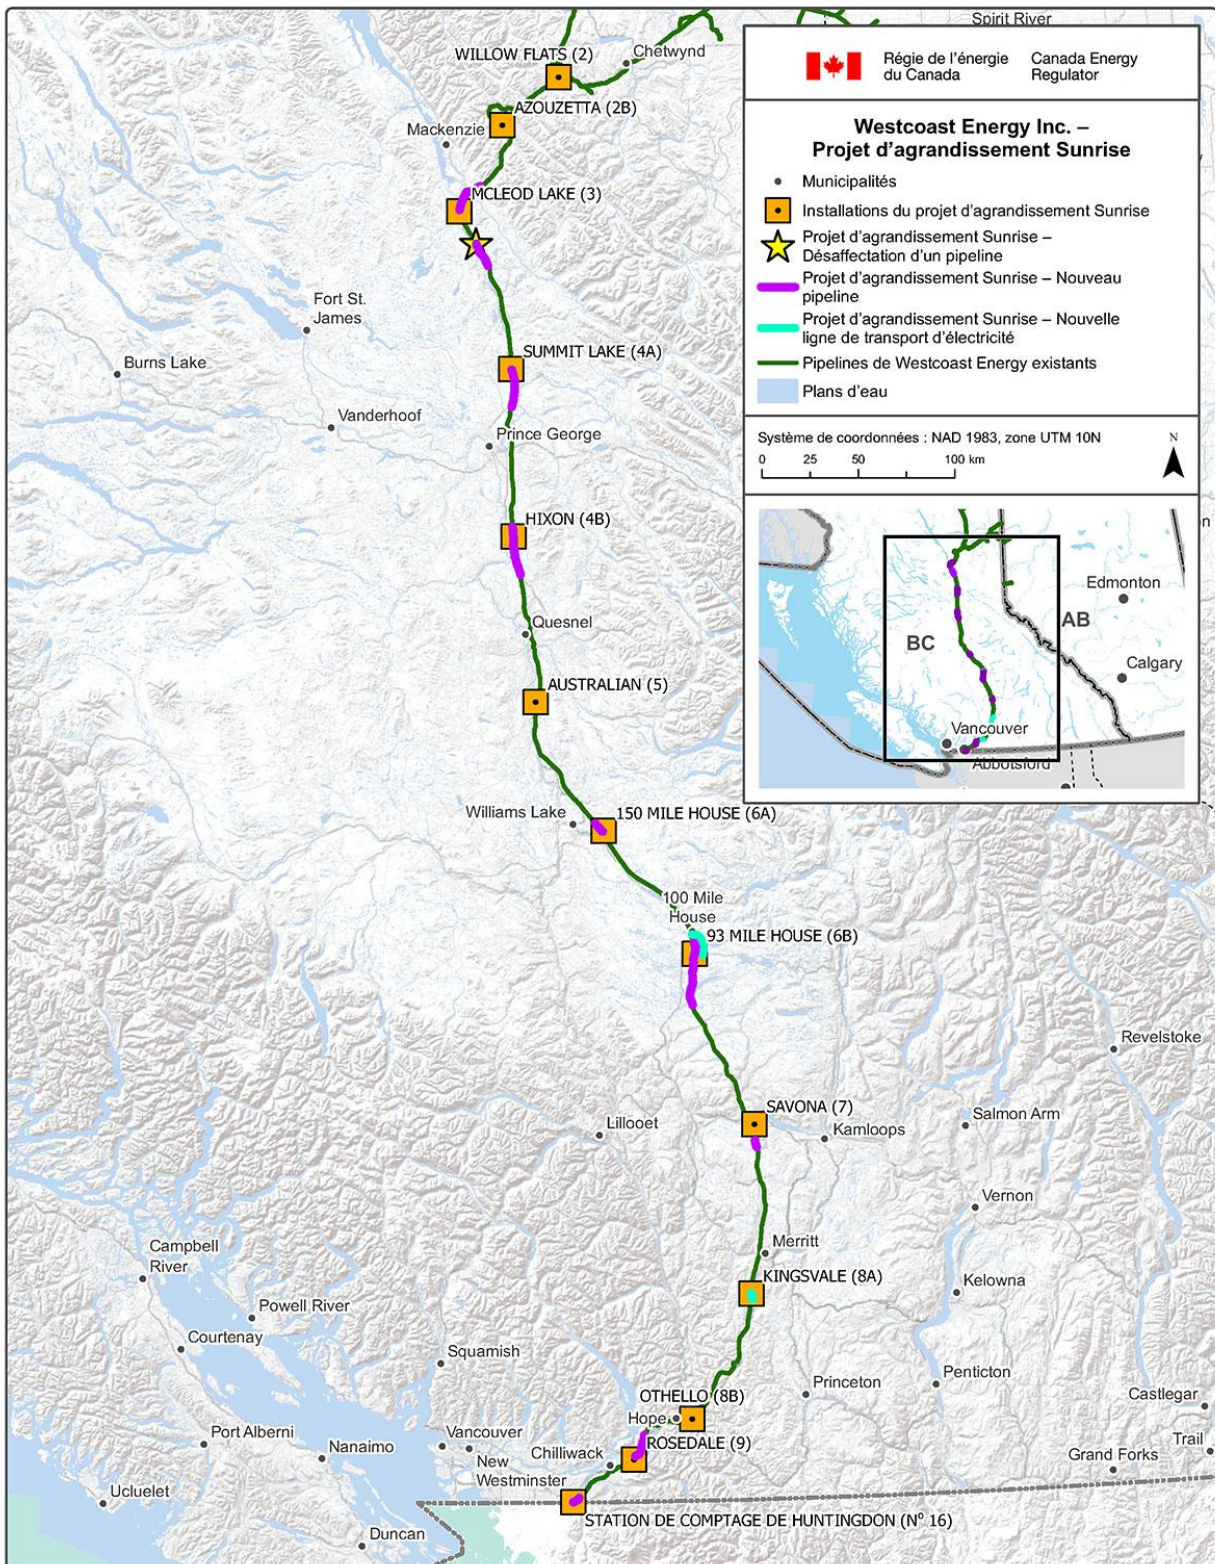 Spirit River
WILLOW FLATS (2)
Chetwynd
AZOUZETTA (2B)
Mackenzie
MCLEOD LAKE (3)
Fort St.
James
SUMMIT LAKE (4A)
Burns Lake
Vanderhoof
Prince George
HIXON (4B)
Quesnel
AUSTRALIAN (5)
Williams Lake
150 MILE HOUSE (6A)
100 Mile
House
93 MILE HOUSE (6B)
Revelstoke
SAVONA (7)
Lillooet
Kamloops
Salmon Arm
Vernon
Merritt
Campbell
River
KINGSVALE (8A)
Kelowna
Powell River
Courtenay
Squamish
Penticton
Princeton
OTHELLO (8B)
Castlegar
Hope
Port Alberni
Vancouver
ROSEDALE (9)
Nanaimo
Chilliwack
Trail
New
Westminster
Grand Forks
Ucluelet
STATION DE COMPTAGE DE HUNTINGDON (Nº 16)
Duncan
Régie de l'énergie
du Canada
Canada Energy
Regulator
Westcoast Energy Inc. –
Projet d'agrandissement Sunrise
Municipalités
Installations du projet d'agrandissement Sunrise
Projet d'agrandissement Sunrise –
Désaffectation d'un pipeline
Projet d'agrandissement Sunrise – Nouveau
pipeline
Projet d'agrandissement Sunrise – Nouvelle
ligne de transport d'électricité
Pipelines de Westcoast Energy existants
Plans d'eau
Système de coordonnées : NAD 1983, zone UTM 10N
N
0 25 50 100 km
Edmonton
AB
BC
Calgary
Vancouver
Abbotsford